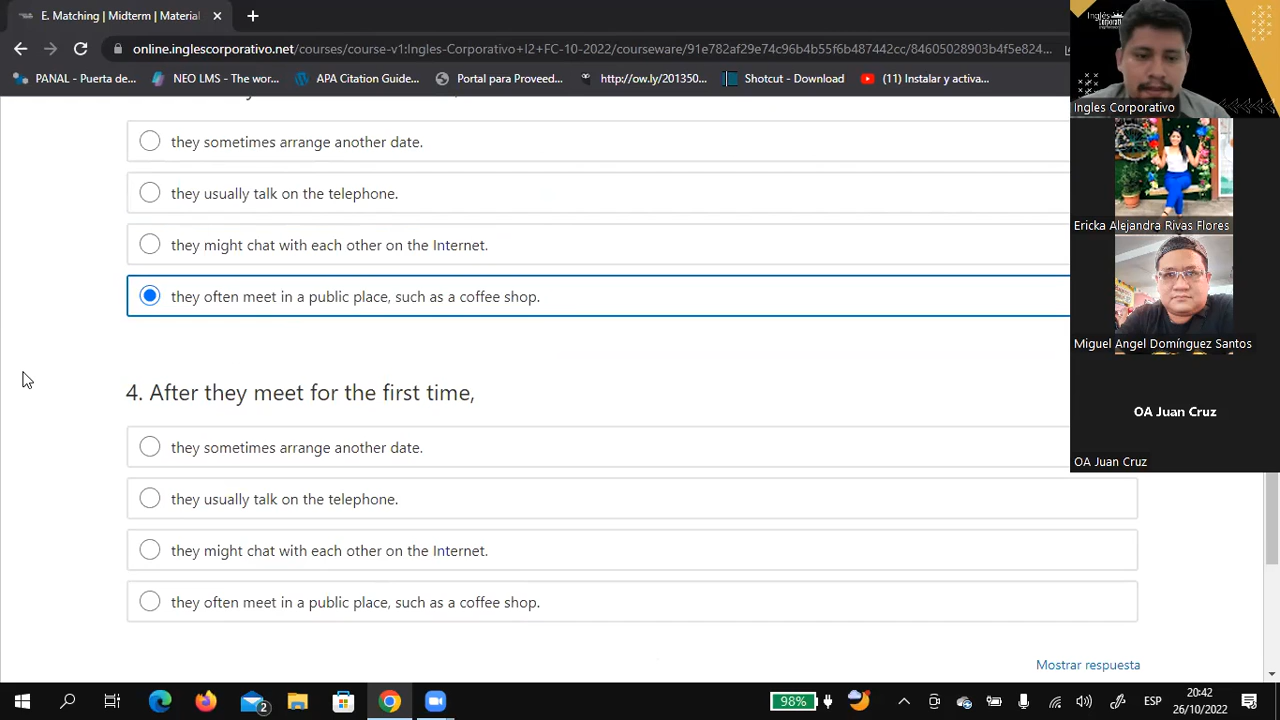 E. Matching | Midterm | Material
online.inglescorporativo.net/courses/course-v1:Ingles-Corporativo+I2+FC-10-2022/courseware/91e782af29e74c96b4b55f6b487442cc/84605028903b4f5e824...
PANAL - Puerta de...
NEO LMS - The wor...
APA Citation Guide...
Portal para Proveed...
http://ow.ly/201350...
Shotcut - Download
(11) Instalar y activa...
they sometimes arrange another date.
they usually talk on the telephone.
they might chat with each other on the Internet.
they often meet in a public place, such as a coffee shop.
4. After they meet for the first time,
they sometimes arrange another date.
they usually talk on the telephone.
they might chat with each other on the Internet.
they often meet in a public place, such as a coffee shop.
Mostrar respuesta
Inglés
Ingles Corporativo
Ericka Alejandra Rivas Flores
Miguel Angel Domínguez Santos
OA Juan Cruz
OA Juan Cruz
2
98%
ESP
20:42
26/10/2022